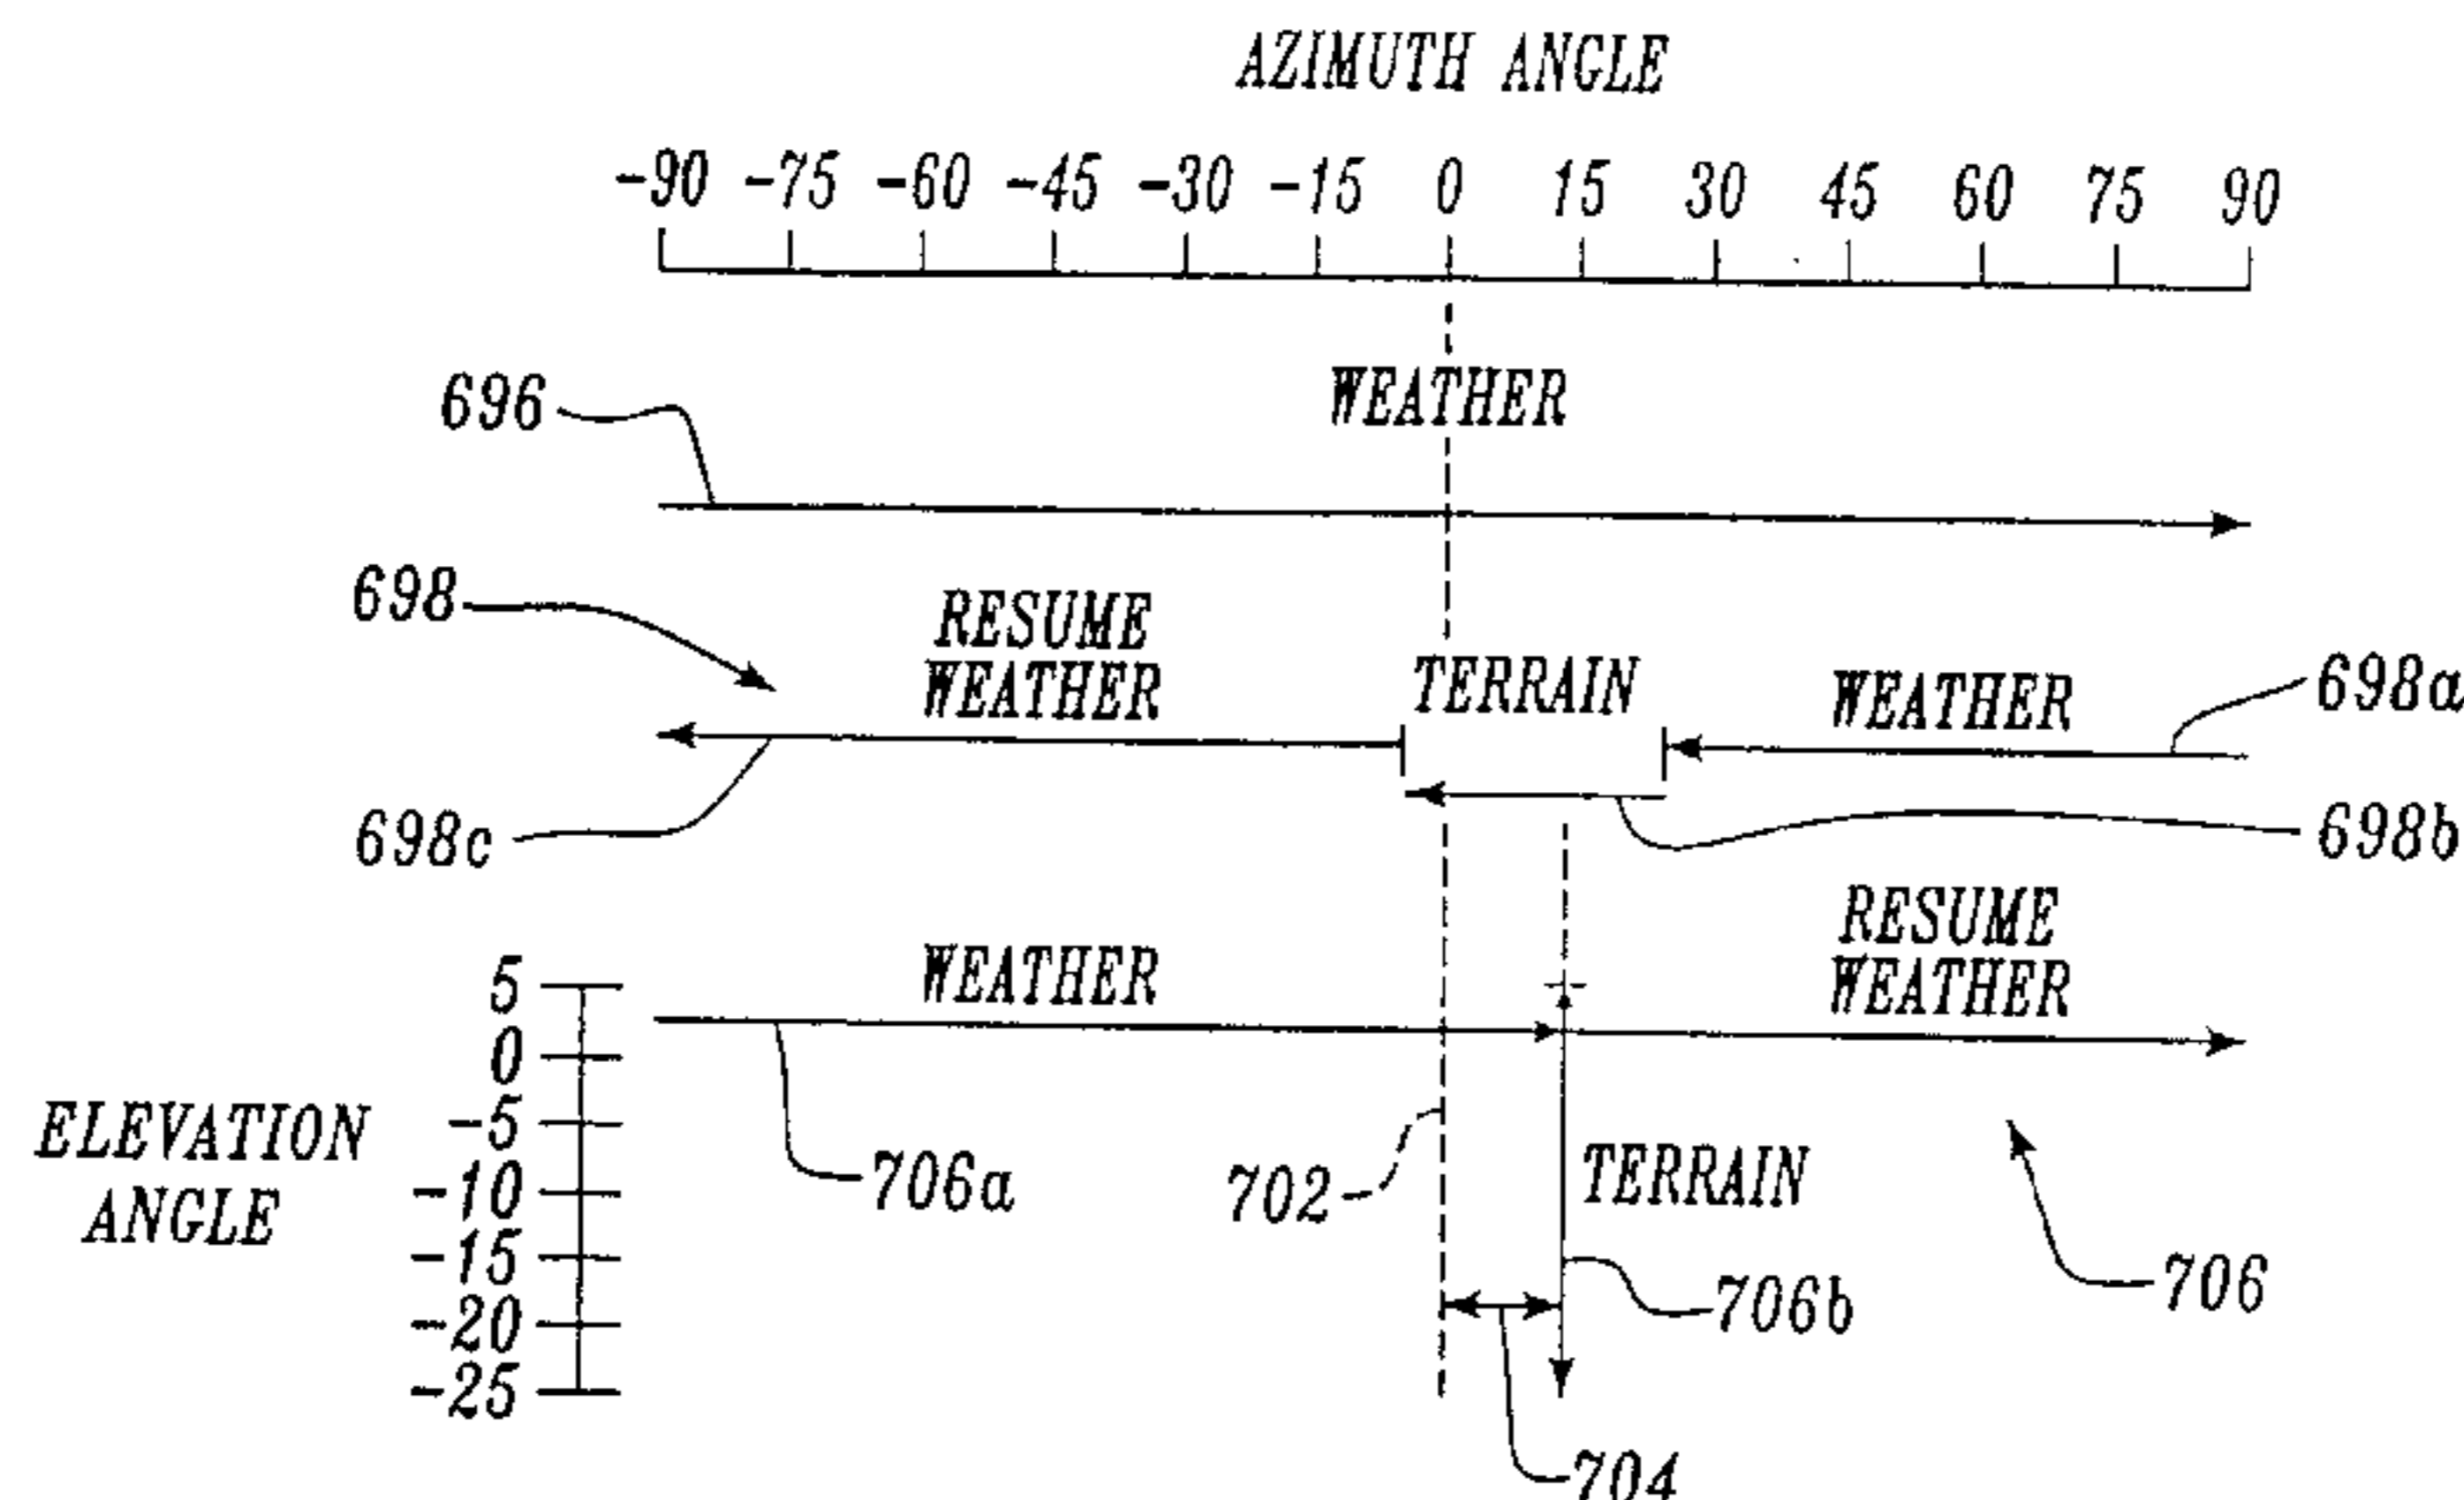 AZIMUTH ANGLE
-90 -75 -60 -45 -30 -15 0 15 30 45 60 75 90
696
WEATHER
698
RESUME
WEATHER
TERRAIN
WEATHER
698a
698c
698b
5
0
-5
-10
-15
-20
-25
ELEVATION
ANGLE
WEATHER
RESUME
WEATHER
706a
702
TERRAIN
706b
706
704